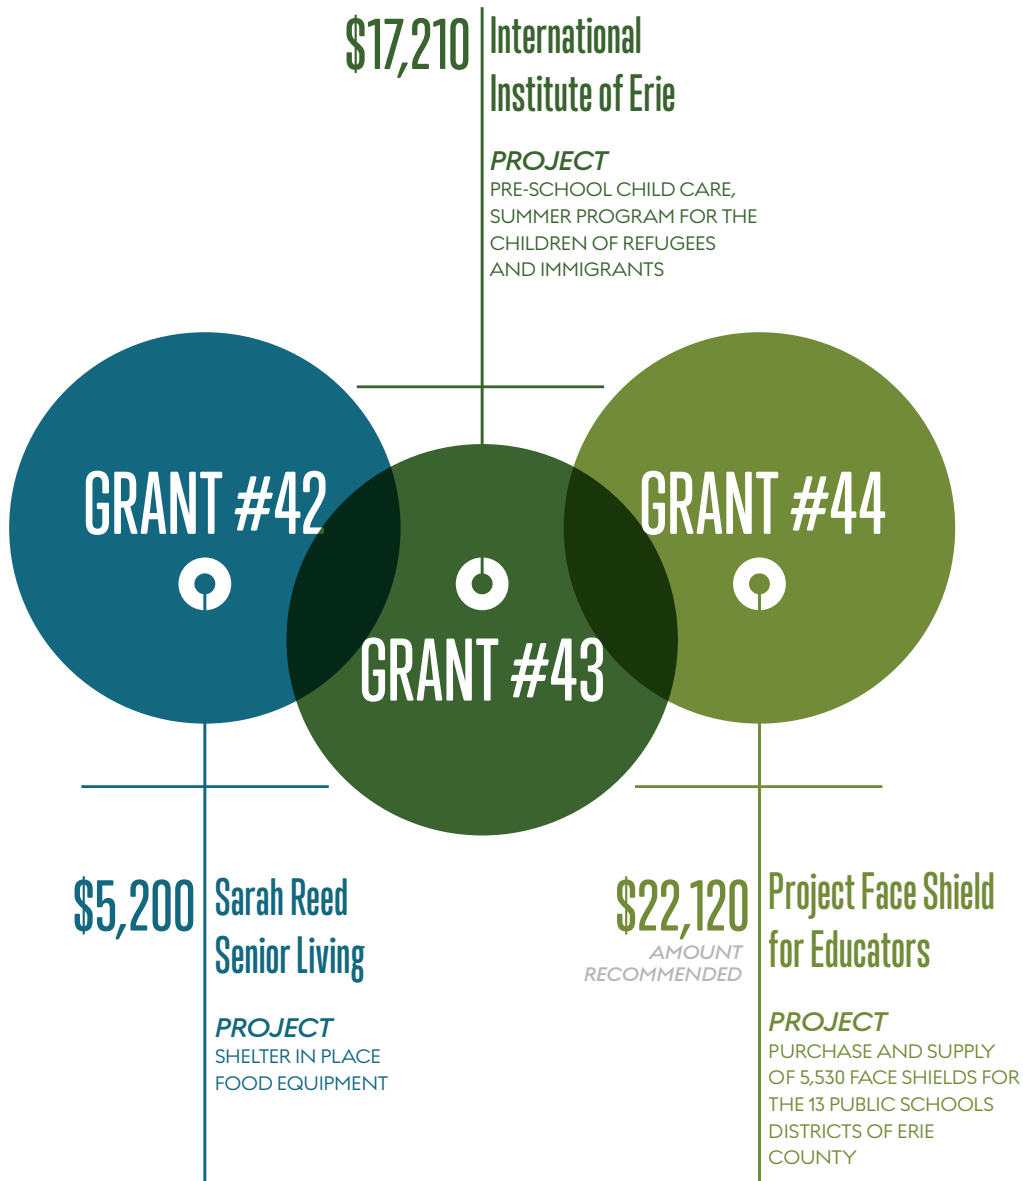 $17,210
International
Institute of Erie
PROJECT
PRE-SCHOOL CHILD CARE,
SUMMER PROGRAM FOR THE
CHILDREN OF REFUGEES
AND IMMIGRANTS
GRANT #42
GRANT #43
GRANT #44
$5,200
Sarah Reed
Senior Living
PROJECT
SHELTER IN PLACE
FOOD EQUIPMENT
$22,120
AMOUNT
RECOMMENDED
Project Face Shield
for Educators
PROJECT
PURCHASE AND SUPPLY
OF 5,530 FACE SHIELDS FOR
THE 13 PUBLIC SCHOOLS
DISTRICTS OF ERIE
COUNTY